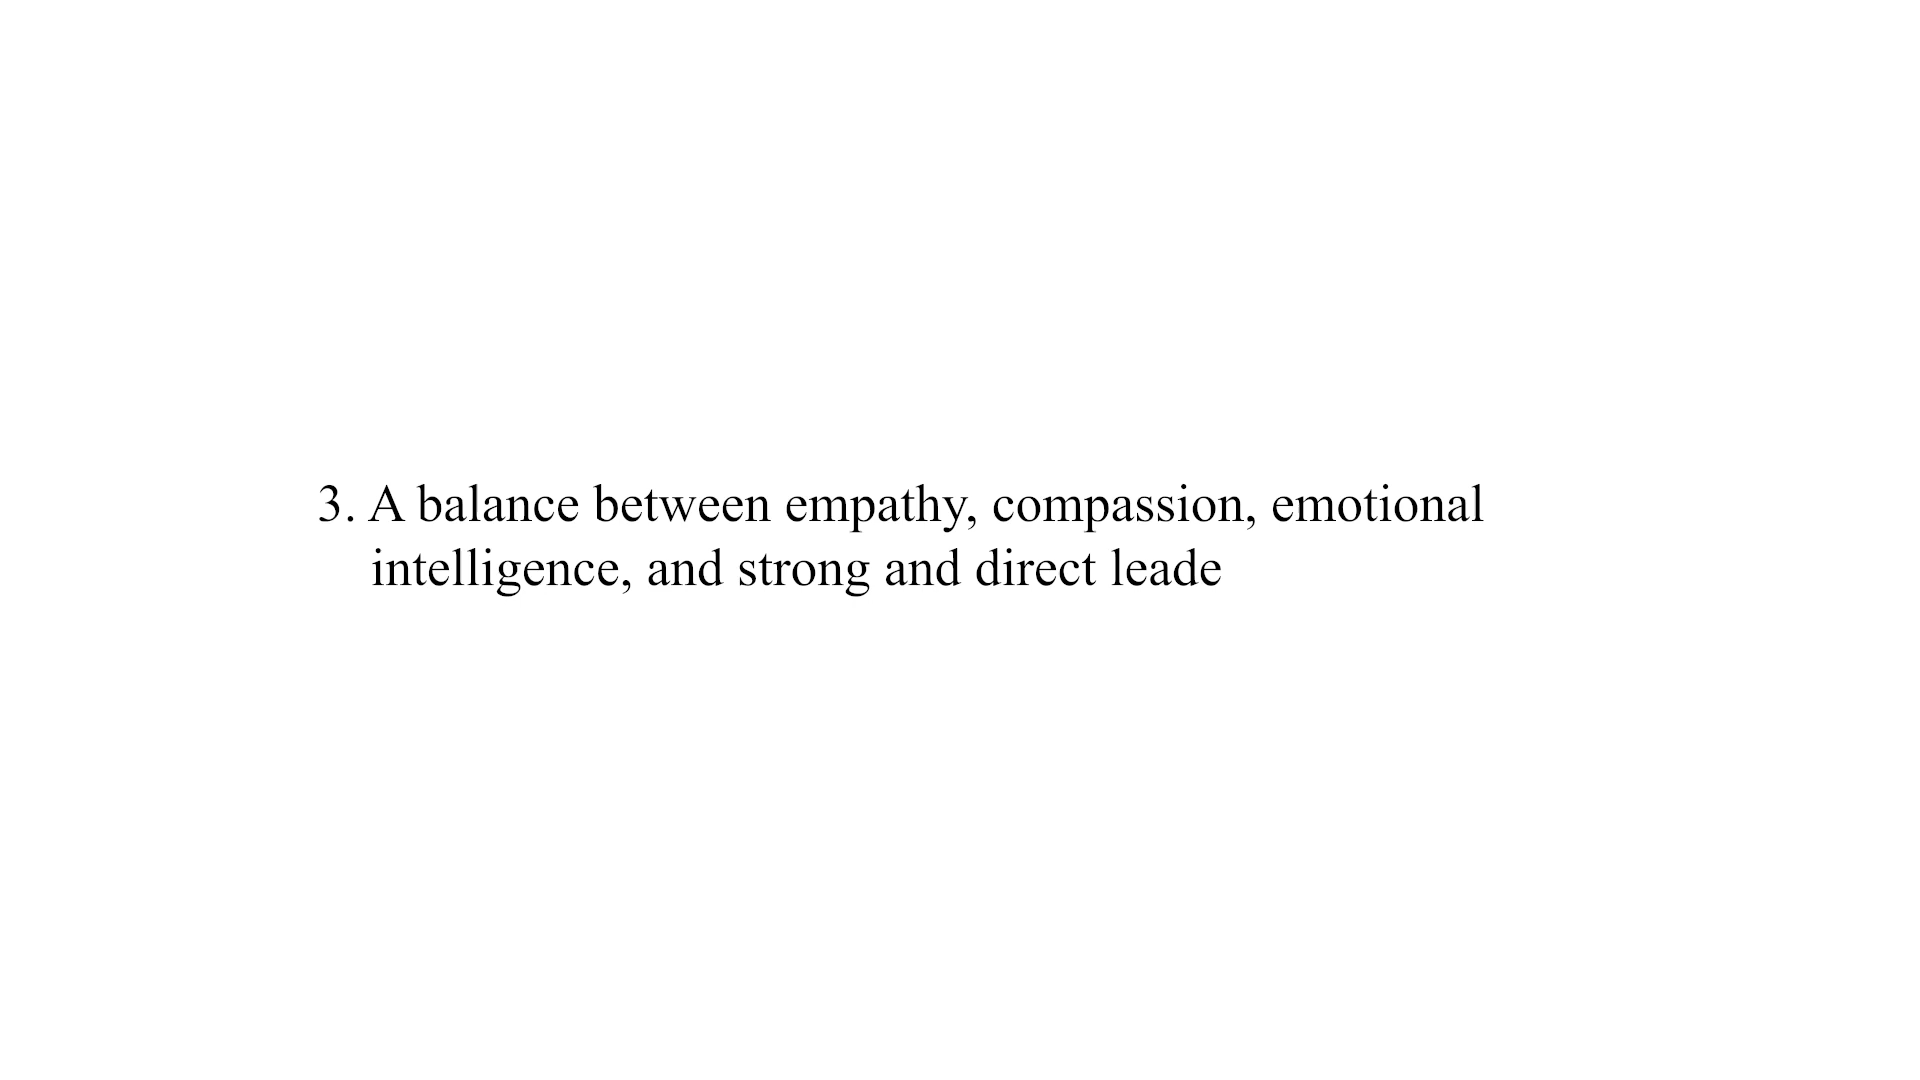 3. A balance between empathy, compassion, emotional
intelligence, and strong and direct leade